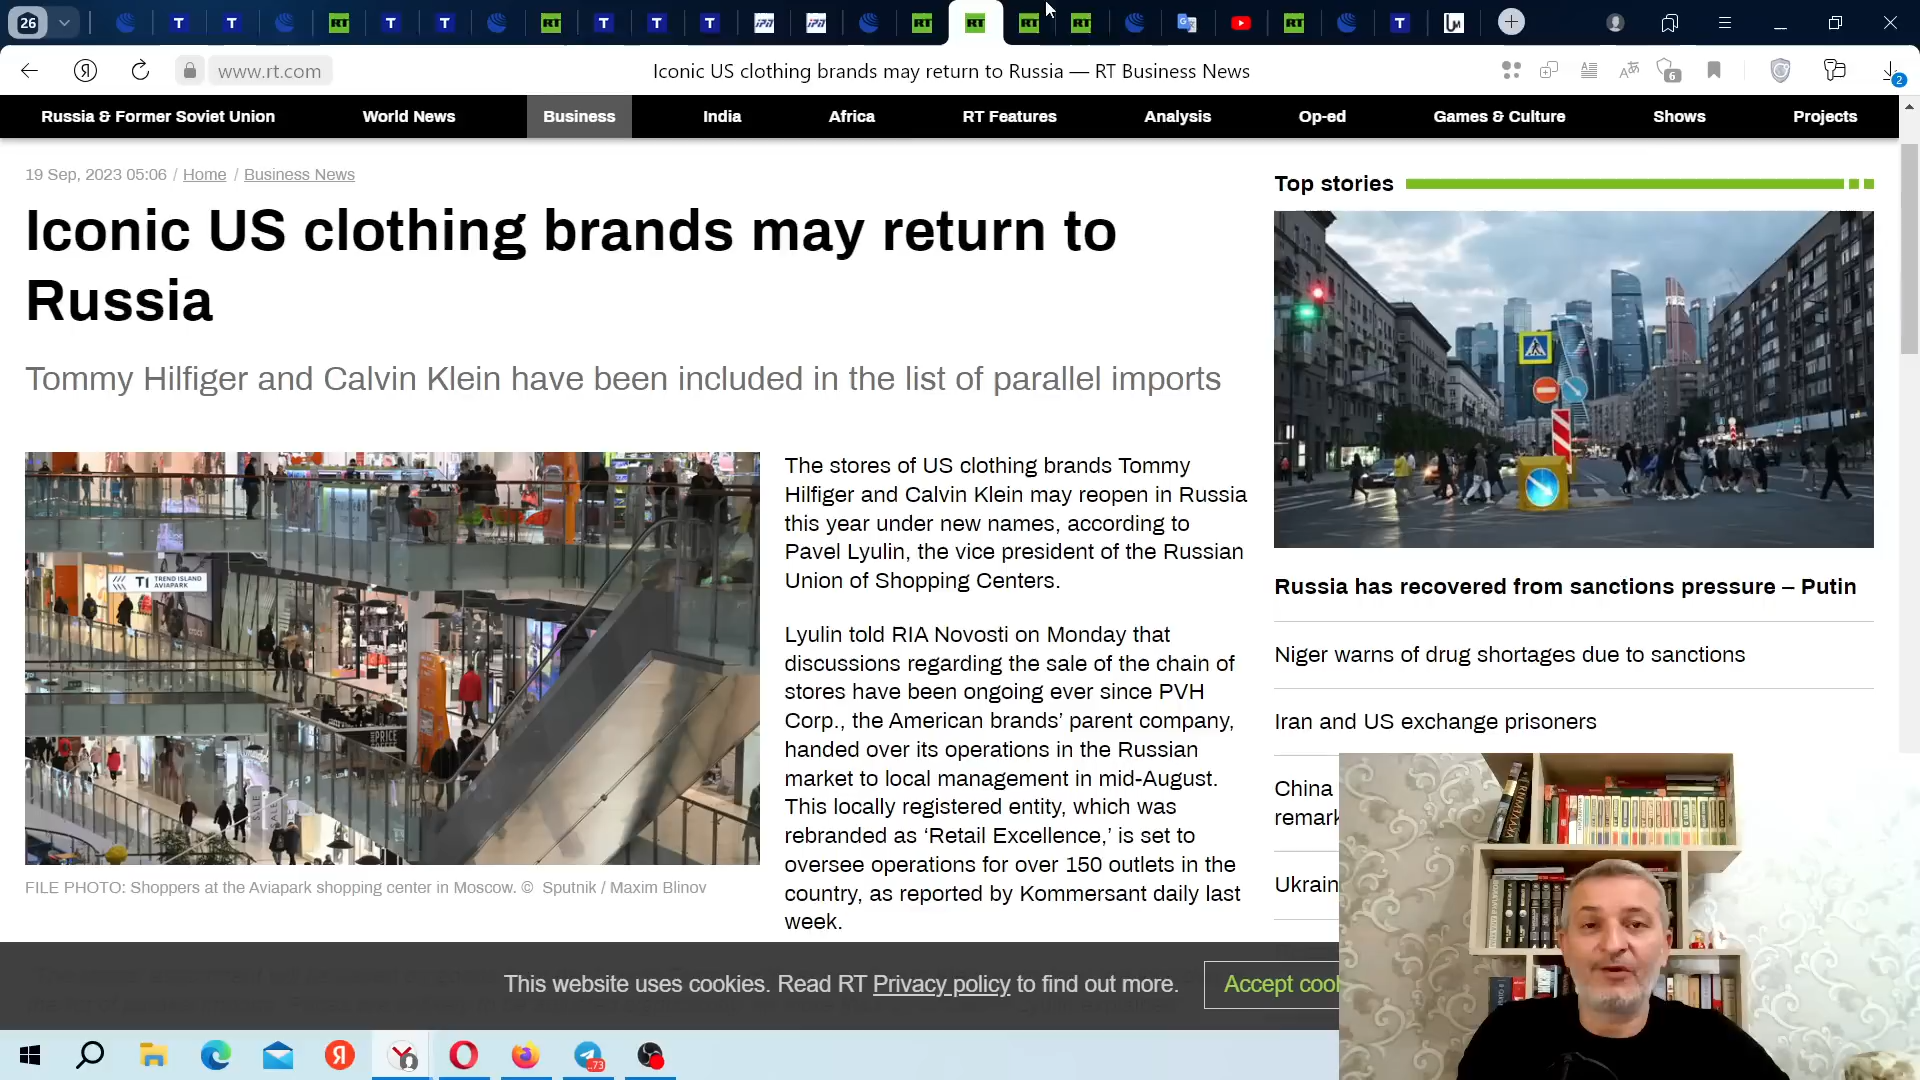 26
www.rt.com
Iconic US clothing brands may return to Russia — RT Business News
6
2
Russia & Former Soviet Union
World News
Business
India
Africa
RT Features
Analysis
Op-ed
Games & Culture
Shows
Projects
19 Sep, 2023 05:06 / Home / Business News
Iconic US clothing brands may return to
Russia
Tommy Hilfiger and Calvin Klein have been included in the list of parallel imports
TREND ISLAND
AVIAPARK
FILE PHOTO: Shoppers at the Aviapark shopping center in Moscow. © Sputnik / Maxim Blinov
The stores of US clothing brands Tommy
Hilfiger and Calvin Klein may reopen in Russia
this year under new names, according to
Pavel Lyulin, the vice president of the Russian
Union of Shopping Centers.
Lyulin told RIA Novosti on Monday that
discussions regarding the sale of the chain of
stores have been ongoing ever since PVH
Corp., the American brands’ parent company,
handed over its operations in the Russian
market to local management in mid-August.
This locally registered entity, which was
rebranded as ‘Retail Excellence,’ is set to
oversee operations for over 150 outlets in the
country, as reported by Kommersant daily last
week.
Top stories
Russia has recovered from sanctions pressure – Putin
Niger warns of drug shortages due to sanctions
Iran and US exchange prisoners
China
remark
Ukrain
This website uses cookies. Read RT Privacy policy to find out more.
Accept cook
73